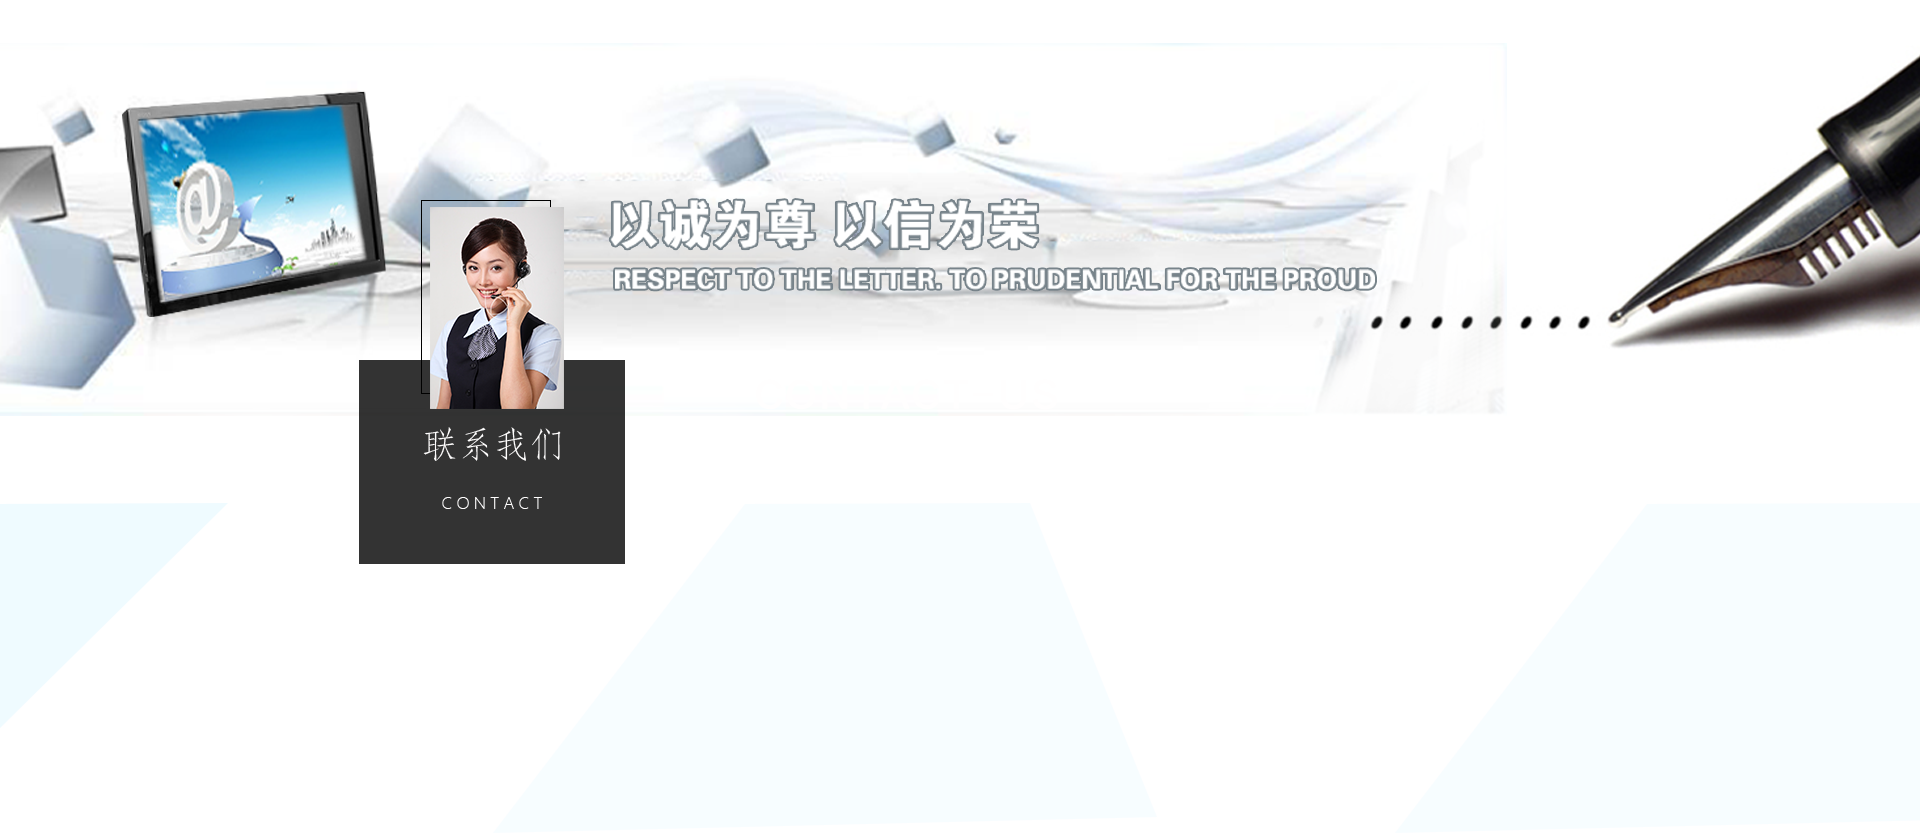 以诚为尊 以信为荣
RESPECT TO THE LETTER. TO PRUDENTIAL FOR THE PROUD
联系我们
CONTACT